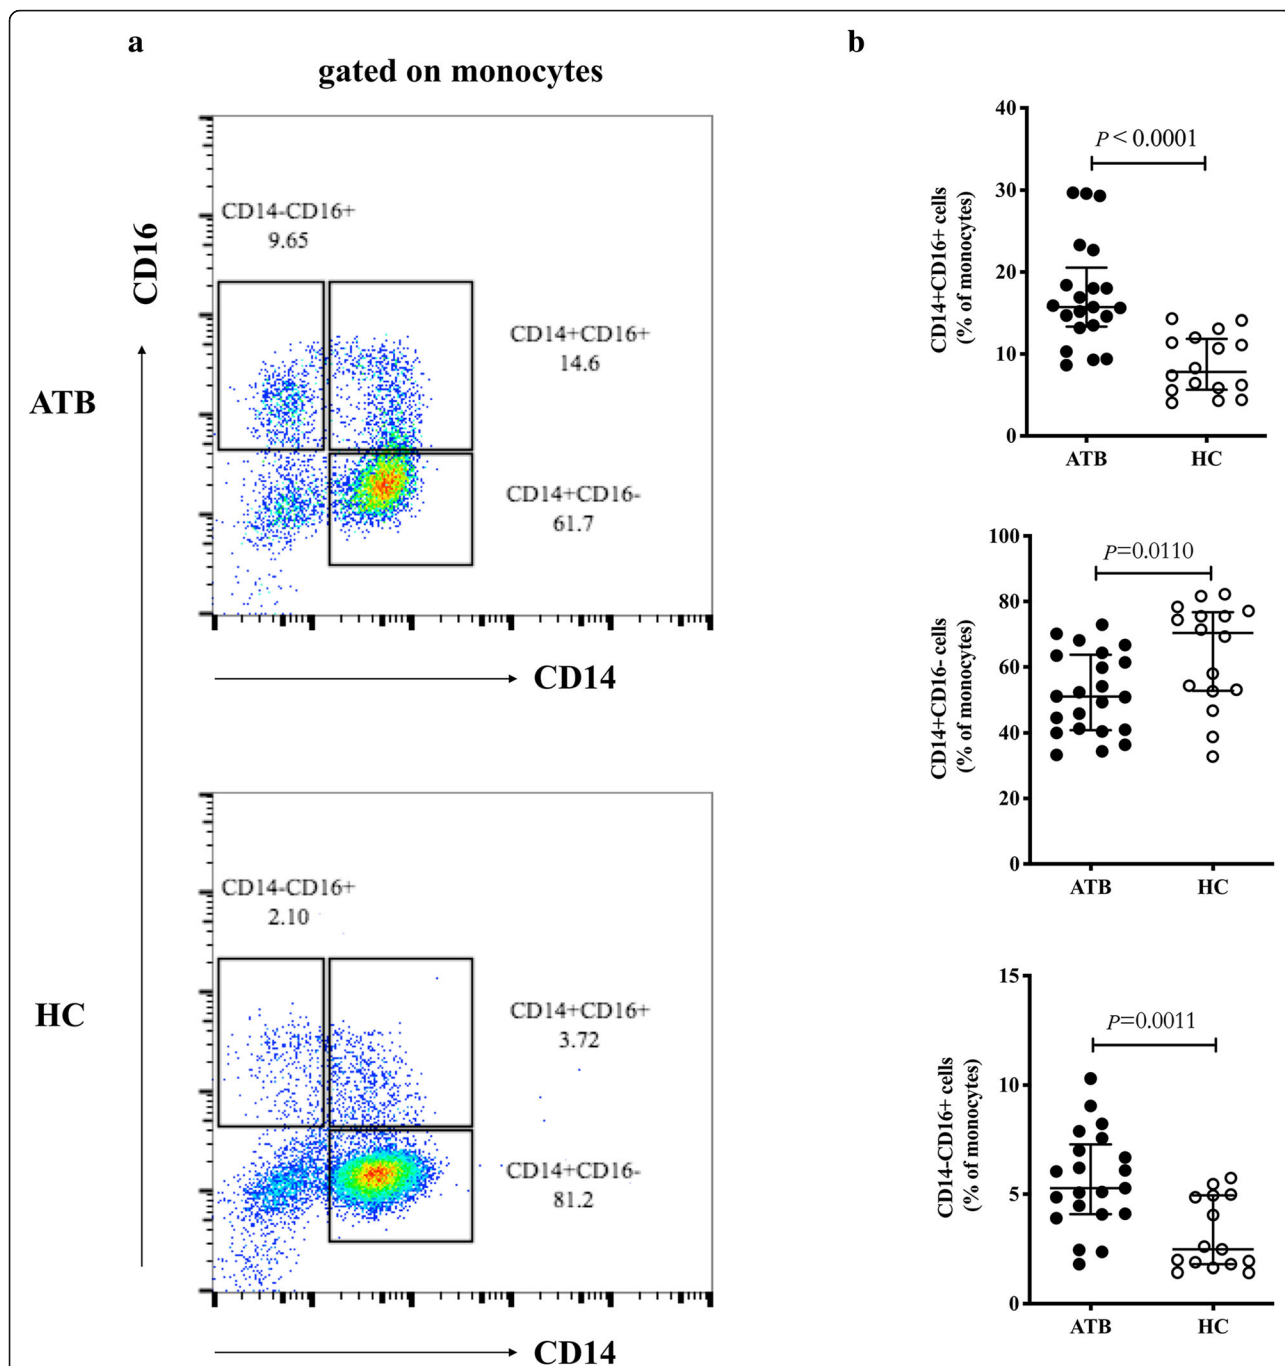 a
gated on monocytes
CD16
ATB
CD14-CD16+
9.65
CD14+CD16+
14.6
CD14+CD16-
61.7
CD14
HC
CD14-CD16+
2.10
CD14+CD16+
3.72
CD14+CD16-
81.2
CD14
b
CD14+CD16+ cells
(% of monocytes)
40
30
20
10
0
P < 0.0001
ATB HC
CD14+CD16- cells
(% of monocytes)
100
80
60
40
20
0
P=0.0110
ATB HC
CD14-CD16+ cells
(% of monocytes)
15
10
5
0
P=0.0011
ATB HC